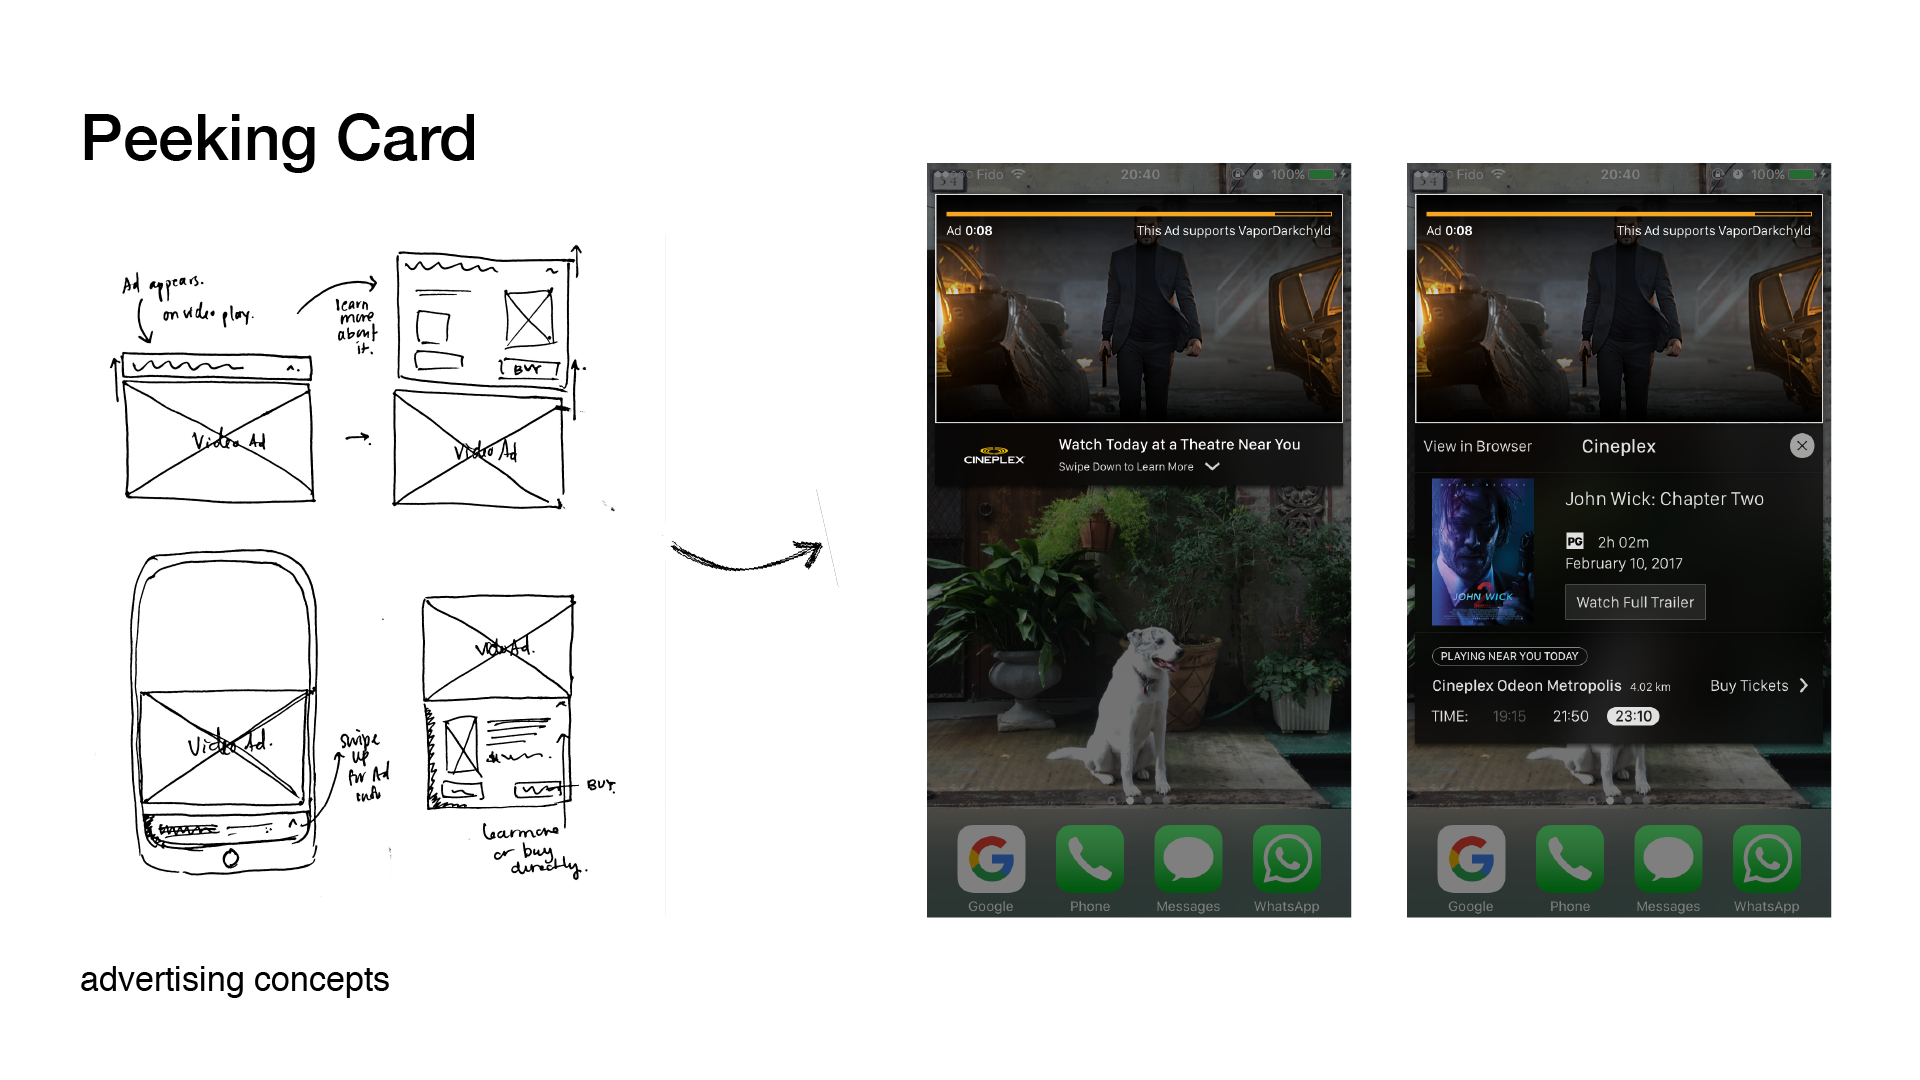 Peeking Card
Ad appears.
on video play.
learn
more
about
it.
BUY
Video Ad
Video Ad
Video Ad.
swipe
up
for Ad
info
Video Ad.
BUY.
Learn more
or buy
directly.
Fido
20:40
100%
Ad 0:08
This Ad supports VaporDarkchyld
CINEPLEX
Watch Today at a Theatre Near You
Swipe Down to Learn More
Google
Phone
Messages
WhatsApp
Fido
20:40
100%
Ad 0:08
This Ad supports VaporDarkchyld
View in Browser
Cineplex
John Wick: Chapter Two
PG 2h 02m
February 10, 2017
JOHN WICK
2
Watch Full Trailer
PLAYING NEAR YOU TODAY
Cineplex Odeon Metropolis 4.02 km
Buy Tickets
TIME: 19:15 21:50 23:10
Google
Phone
Messages
WhatsApp
advertising concepts